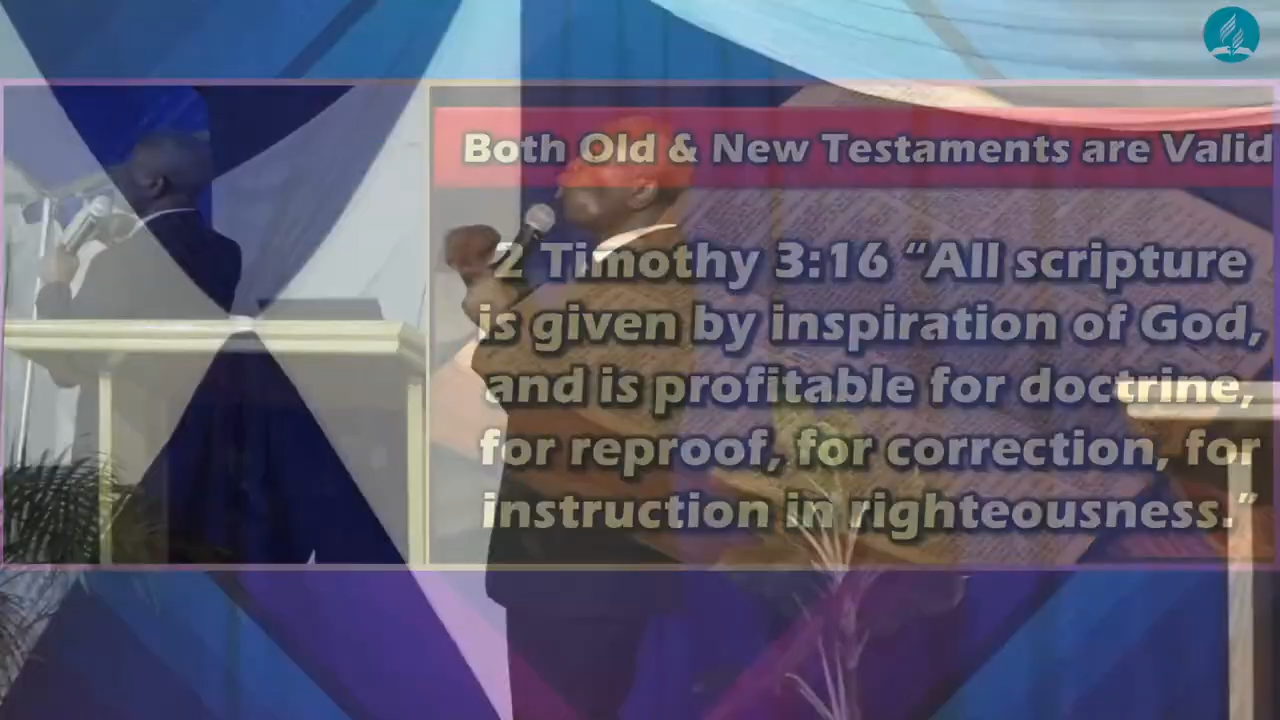 Both Old & New Testaments are Valid
2 Timothy 3:16 “All scripture
is given by inspiration of God,
and is profitable for doctrine,
for reproof, for correction, for
instruction in righteousness.”